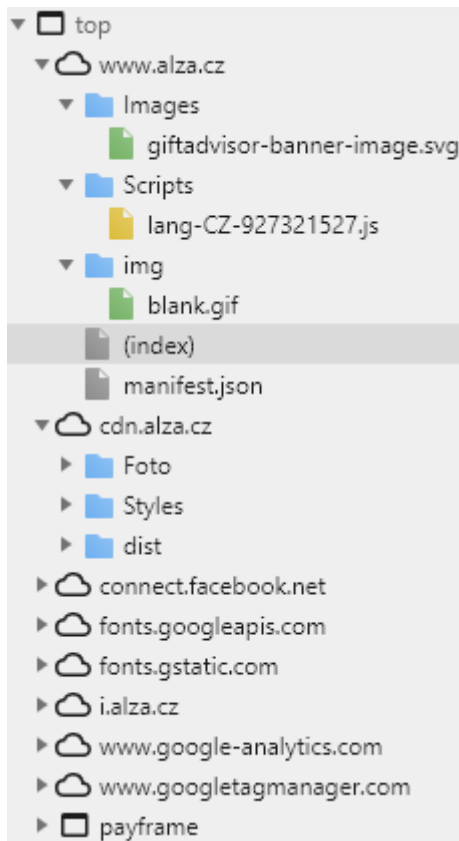 top
www.alza.cz
Images
giftadvisor-banner-image.svg
Scripts
lang-CZ-927321527.js
img
blank.gif
(index)
manifest.json
cdn.alza.cz
Foto
Styles
dist
connect.facebook.net
fonts.googleapis.com
fonts.gstatic.com
i.alza.cz
www.google-analytics.com
www.googletagmanager.com
payframe